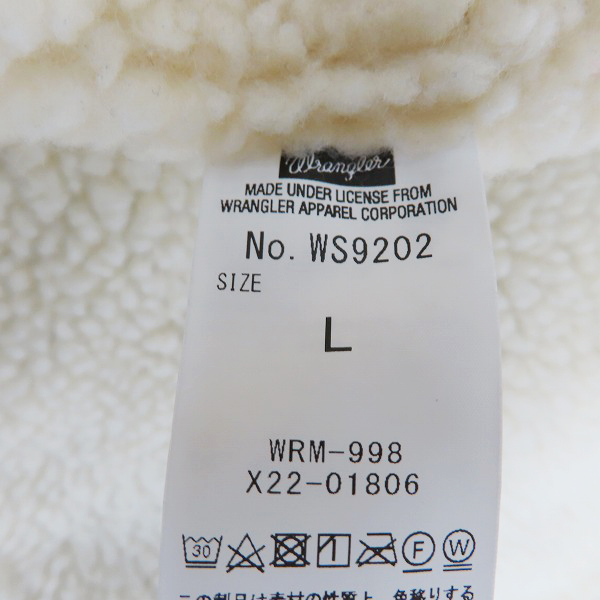 Wrangler
MADE UNDER LICENSE FROM
WRANGLER APPAREL CORPORATION
No. WS9202
SIZE
L
WRM-998
X22-01806
30 F W
この製品は素材の性質上、色移りする